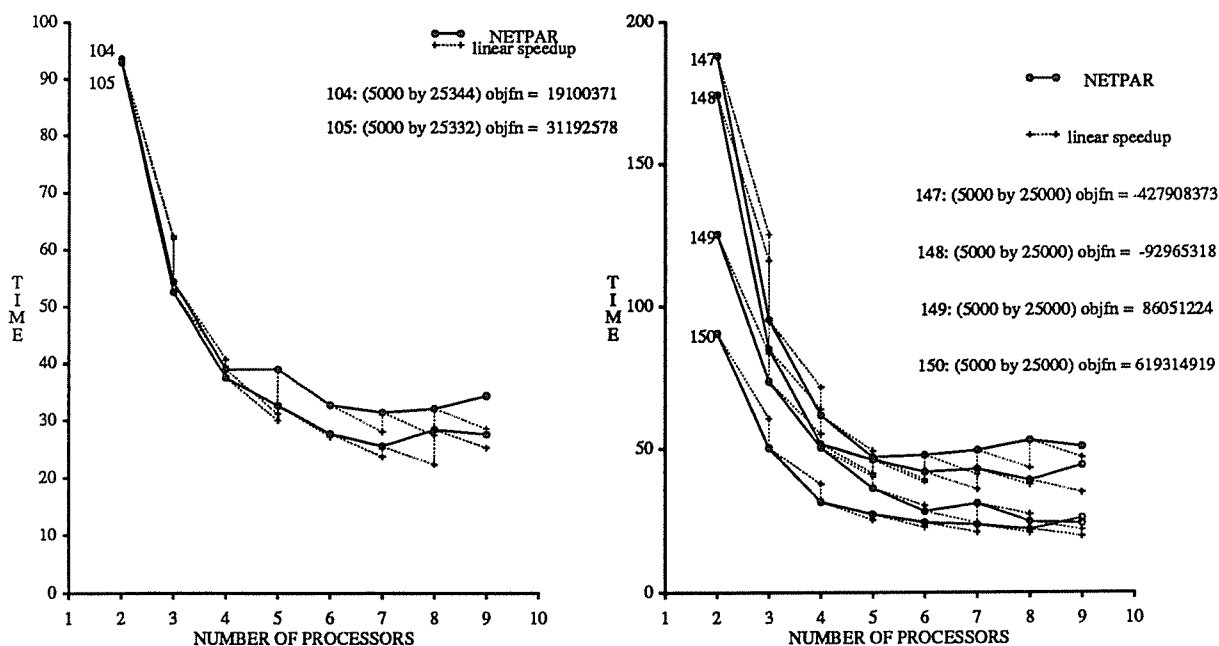 100
90
80
70
60
50
40
30
20
10
0
TIME
104
105
NETPAR
linear speedup
104: (5000 by 25344) objfn = 19100371
105: (5000 by 25332) objfn = 31192578
1 2 3 4 5 6 7 8 9 10
NUMBER OF PROCESSORS
200
150
100
50
0
TIME
147
148
149
150
NETPAR
linear speedup
147: (5000 by 25000) objfn = -427908373
148: (5000 by 25000) objfn = -92965318
149: (5000 by 25000) objfn = 86051224
150: (5000 by 25000) objfn = 619314919
1 2 3 4 5 6 7 8 9 10
NUMBER OF PROCESSORS